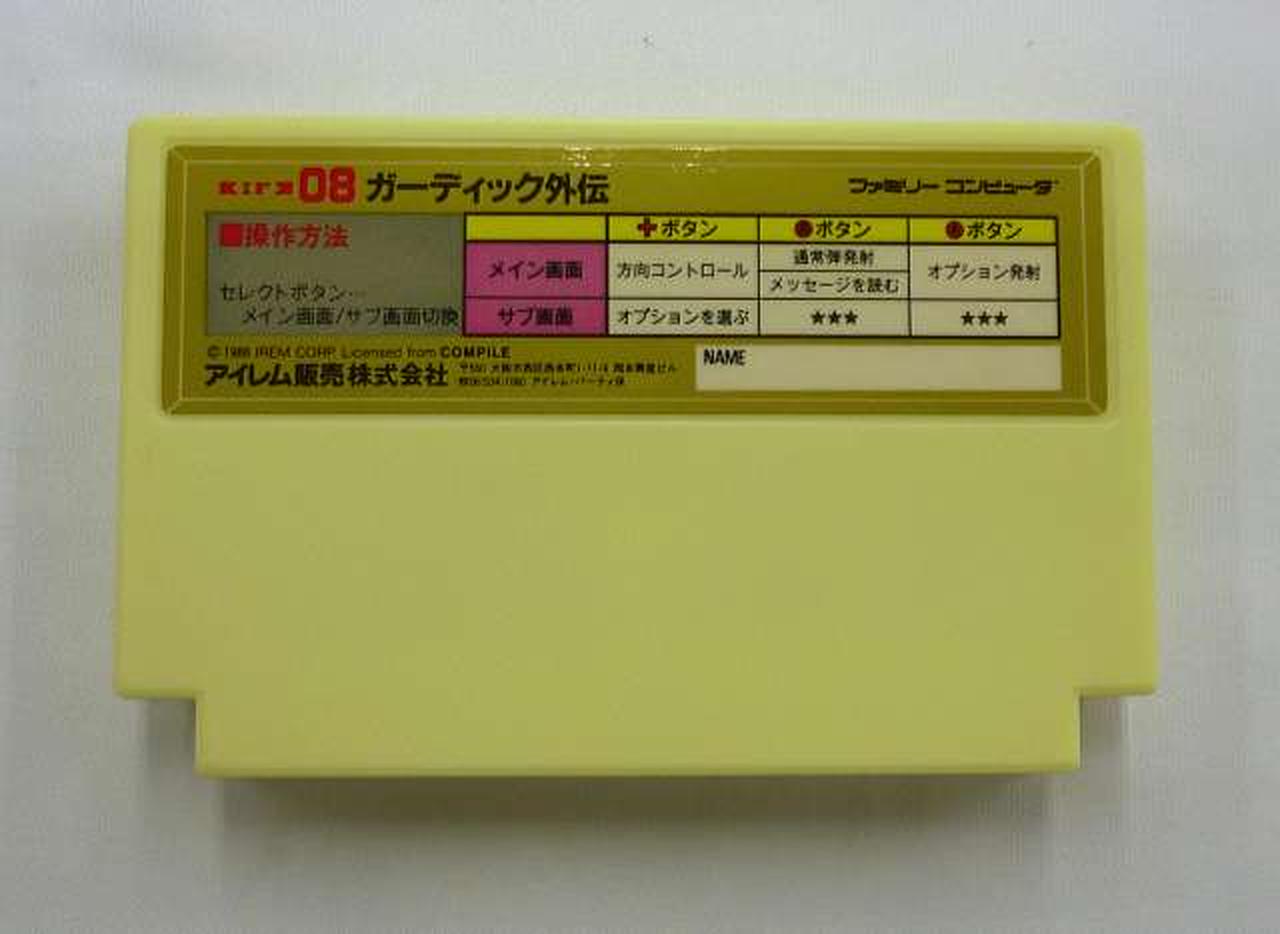 08 ガーディック外伝
ファミリーコンピュータ
■操作方法
セレクトボタン…
メイン画面/サブ画面切換
ボタン ボタン ボタン
メイン画面 方向コントロール 通常弾発射 オプション発射
メッセージを読む
サブ画面 オプションを選ぶ ★★★ ★★★
© 1988 IREM CORP. Licensed from COMPILE
アイレム販売株式会社
NAME